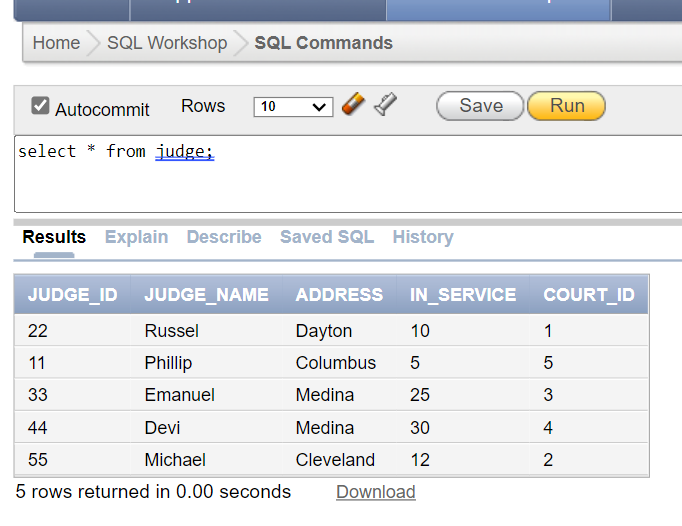 Home SQL Workshop SQL Commands
Autocommit Rows 10 Save Run
select * from judge;
Results Explain Describe Saved SQL History
JUDGE_ID JUDGE_NAME ADDRESS IN_SERVICE COURT_ID
22 Russel Dayton 10 1
11 Phillip Columbus 5 5
33 Emanuel Medina 25 3
44 Devi Medina 30 4
55 Michael Cleveland 12 2
5 rows returned in 0.00 seconds Download